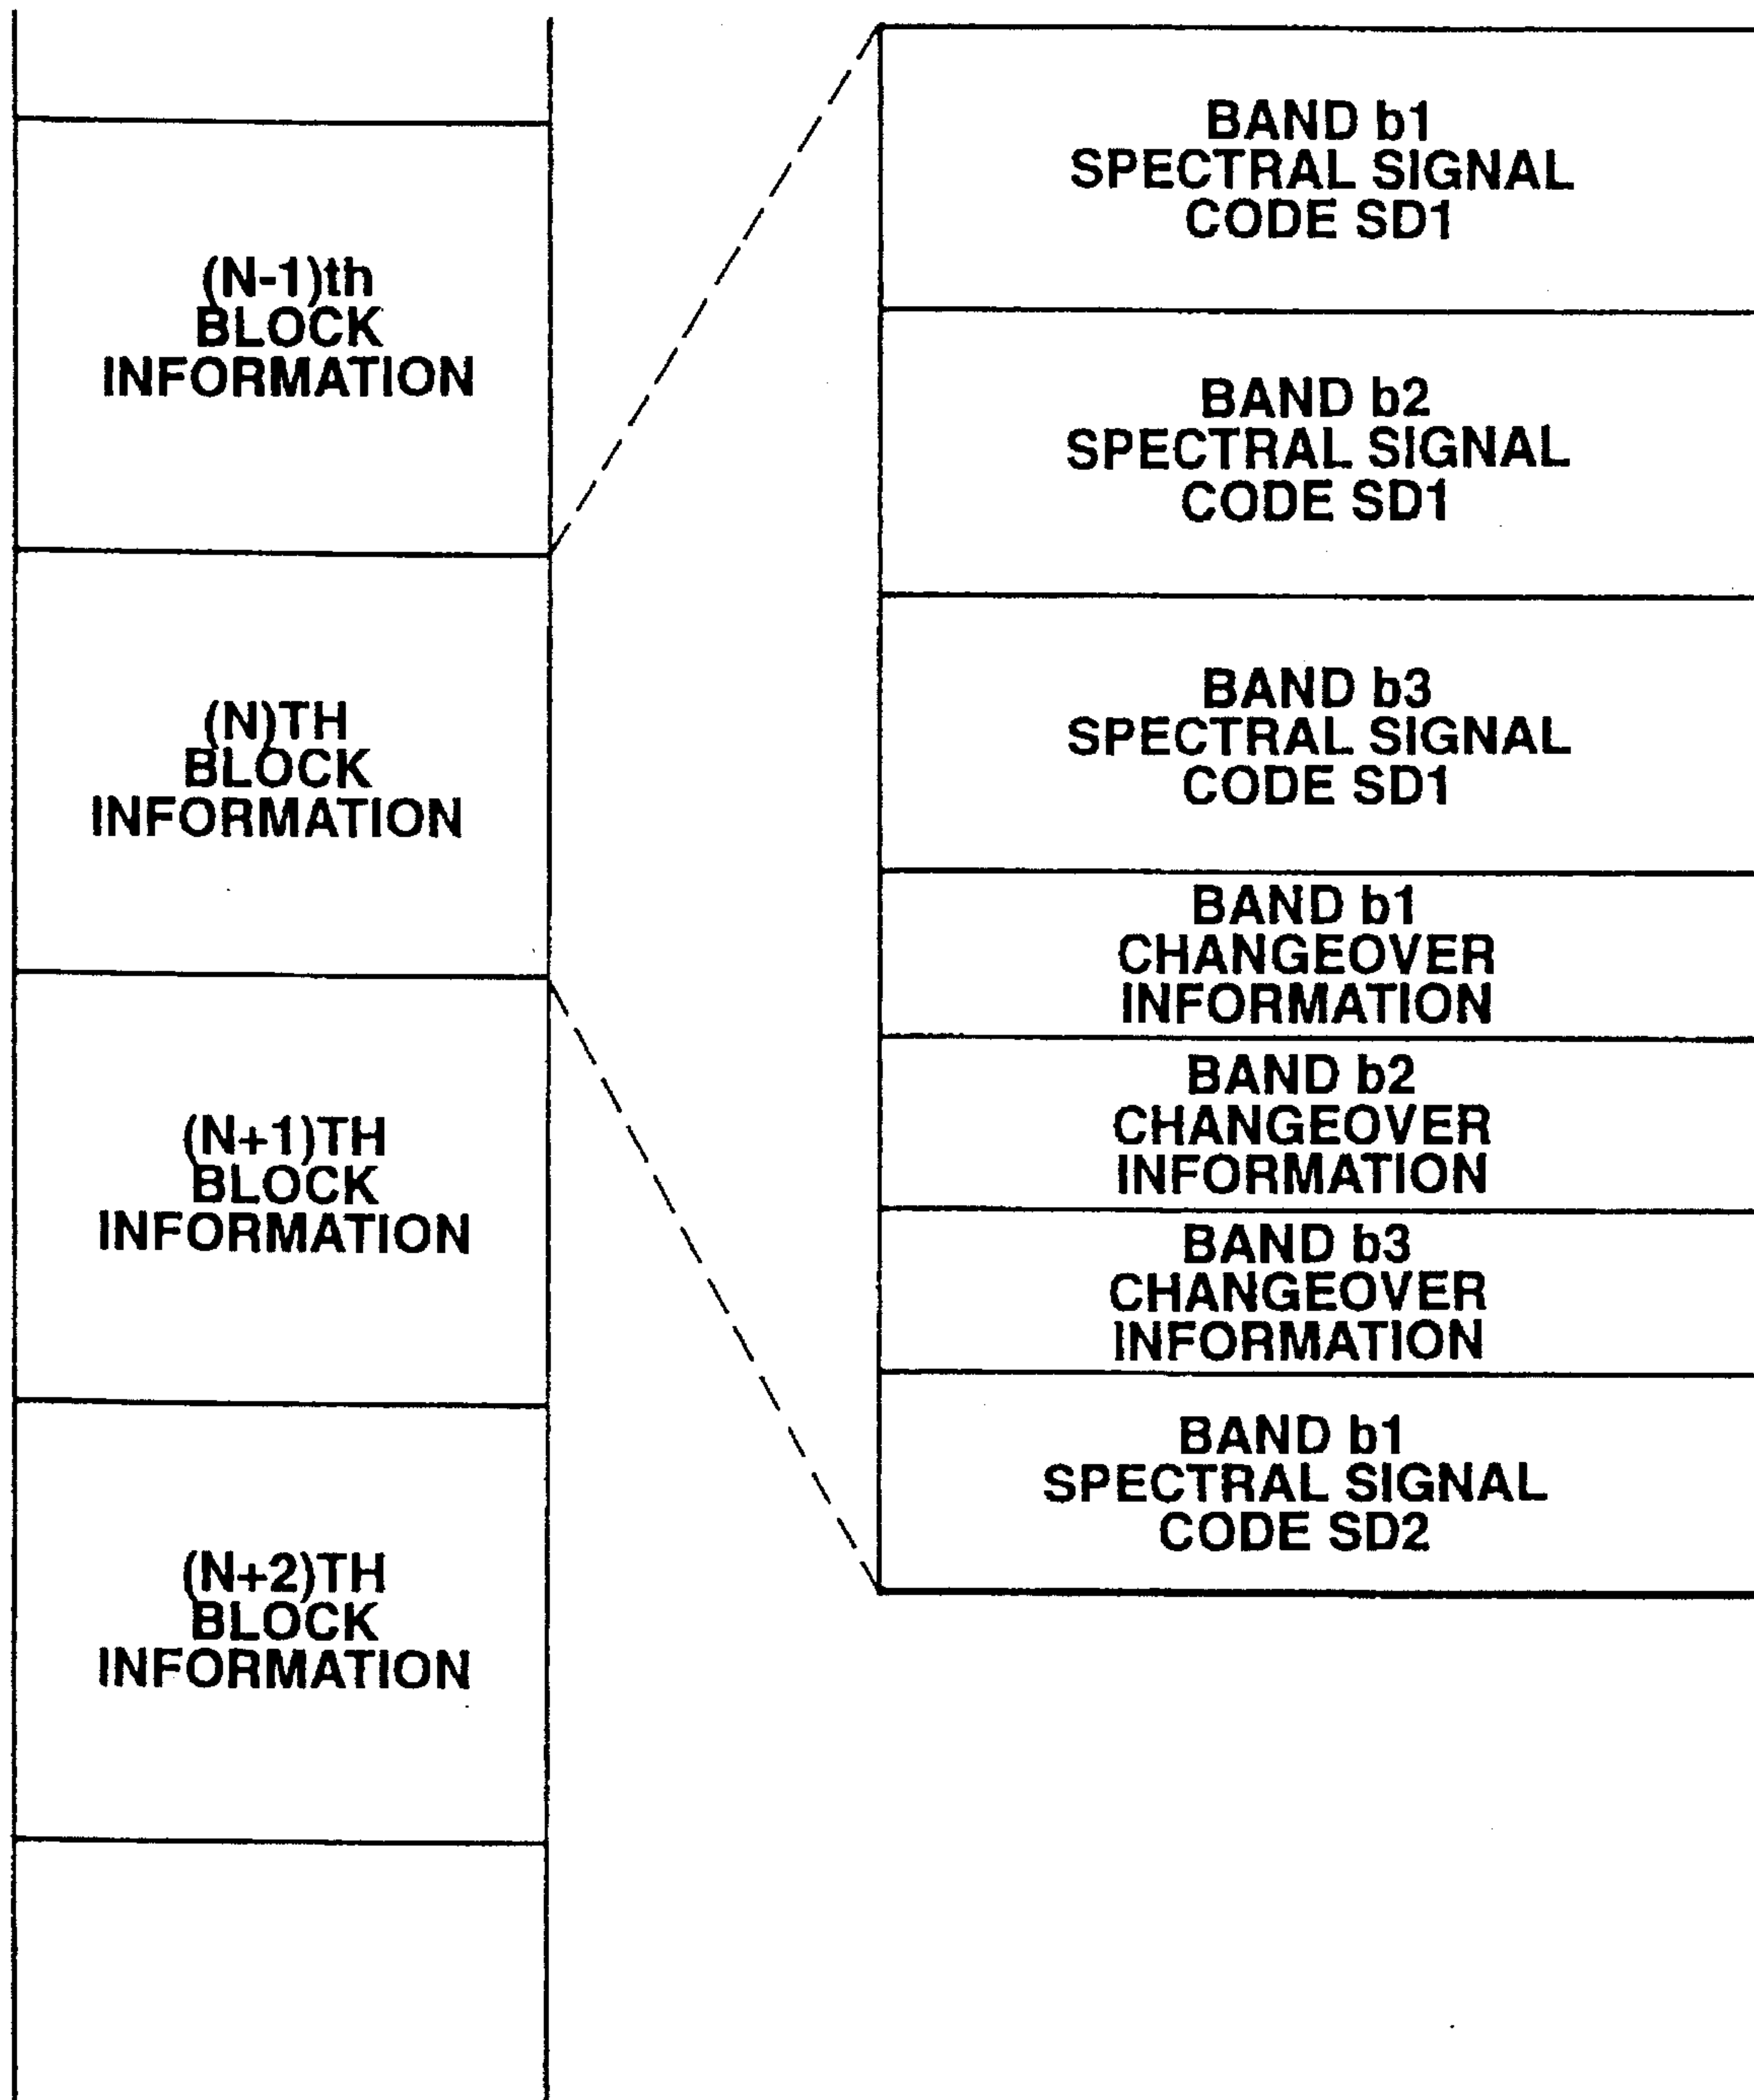 (N-1)th
BLOCK
INFORMATION
(N)TH
BLOCK
INFORMATION
(N+1)TH
BLOCK
INFORMATION
(N+2)TH
BLOCK
INFORMATION
BAND b1
SPECTRAL SIGNAL
CODE SD1
BAND b2
SPECTRAL SIGNAL
CODE SD1
BAND b3
SPECTRAL SIGNAL
CODE SD1
BAND b1
CHANGEOVER
INFORMATION
BAND b2
CHANGEOVER
INFORMATION
BAND b3
CHANGEOVER
INFORMATION
BAND b1
SPECTRAL SIGNAL
CODE SD2